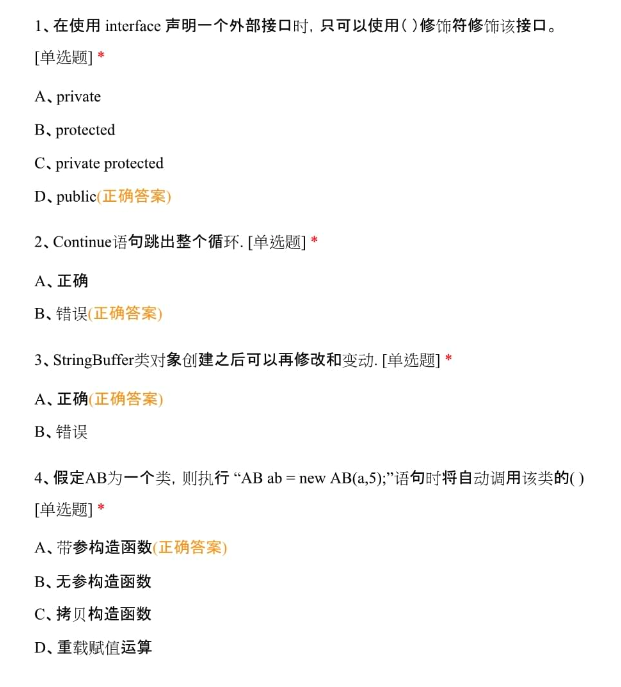 1、在使用 interface 声明一个外部接口时, 只可以使用( )修饰符修饰该接口。
[单选题] *
A、private
B、protected
C、private protected
D、public(正确答案)
2、Continue语句跳出整个循环. [单选题] *
A、正确
B、错误(正确答案)
3、StringBuffer类对象创建之后可以再修改和变动. [单选题] *
A、正确(正确答案)
B、错误
4、假定AB为一个类, 则执行 “AB ab = new AB(a,5);”语句时将自动调用该类的( )
[单选题] *
A、带参构造函数(正确答案)
B、无参构造函数
C、拷贝构造函数
D、重载赋值运算